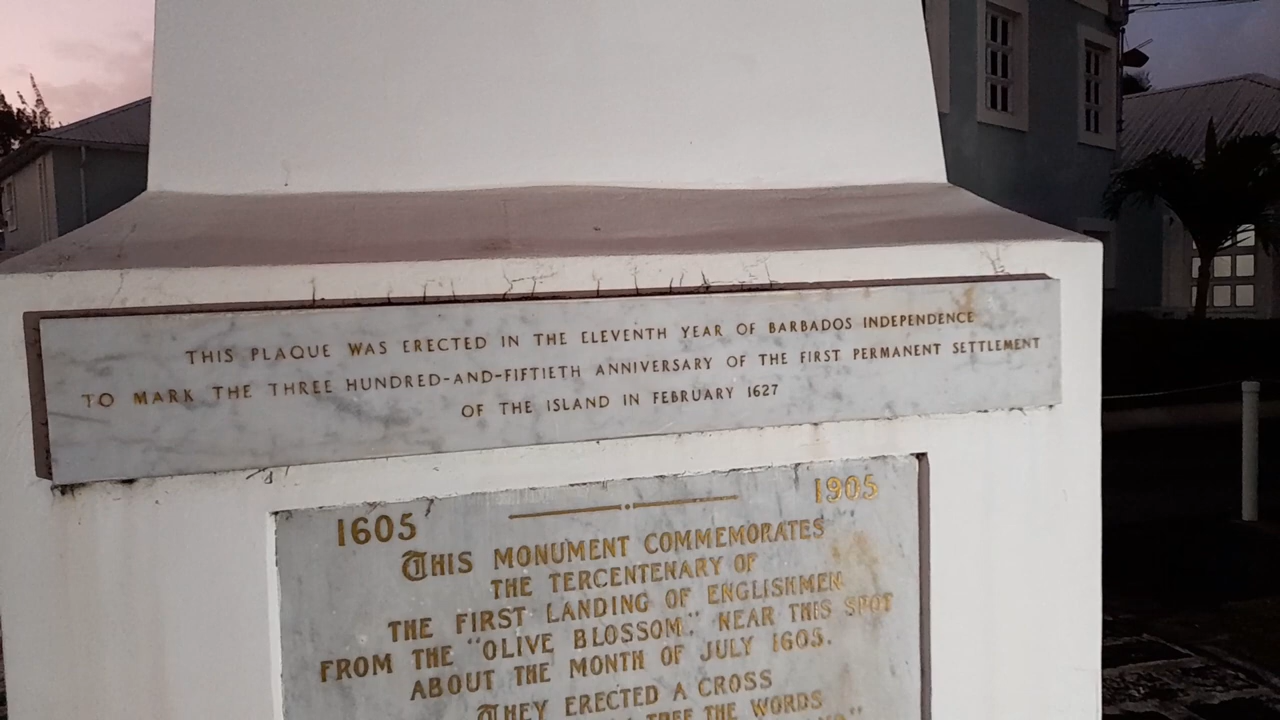 THIS PLAQUE WAS ERECTED IN THE ELEVENTH YEAR OF BARBADOS INDEPENDENCE
TO MARK THE THREE HUNDRED-AND-FIFTIETH ANNIVERSARY OF THE FIRST PERMANENT SETTLEMENT
OF THE ISLAND IN FEBRUARY 1627
1605 1905
THIS MONUMENT COMMEMORATES
THE TERCENTENARY OF
THE FIRST LANDING OF ENGLISHMEN
FROM THE "OLIVE BLOSSOM." NEAR THIS SPOT
ABOUT THE MONTH OF JULY 1605.
THEY ERECTED A CROSS
TREE THE WORDS